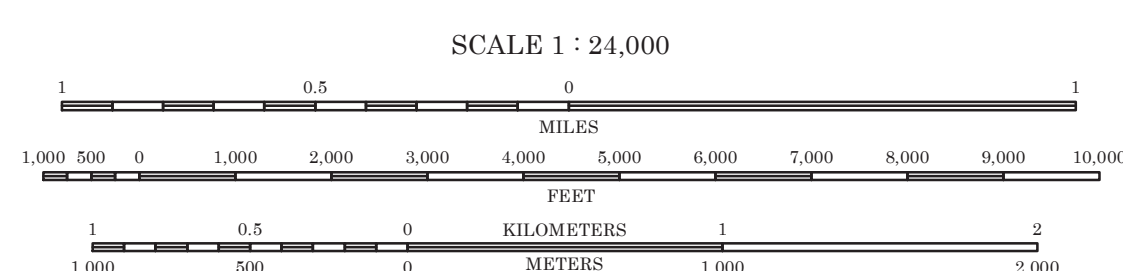 SCALE 1 : 24,000
1 0.5 0 1
MILES
1,000 500 0 1,000 2,000 3,000 4,000 5,000 6,000 7,000 8,000 9,000 10,000
FEET
1 0.5 0 KILOMETERS 1 2
1,000 500 0 METERS 1,000 2,000